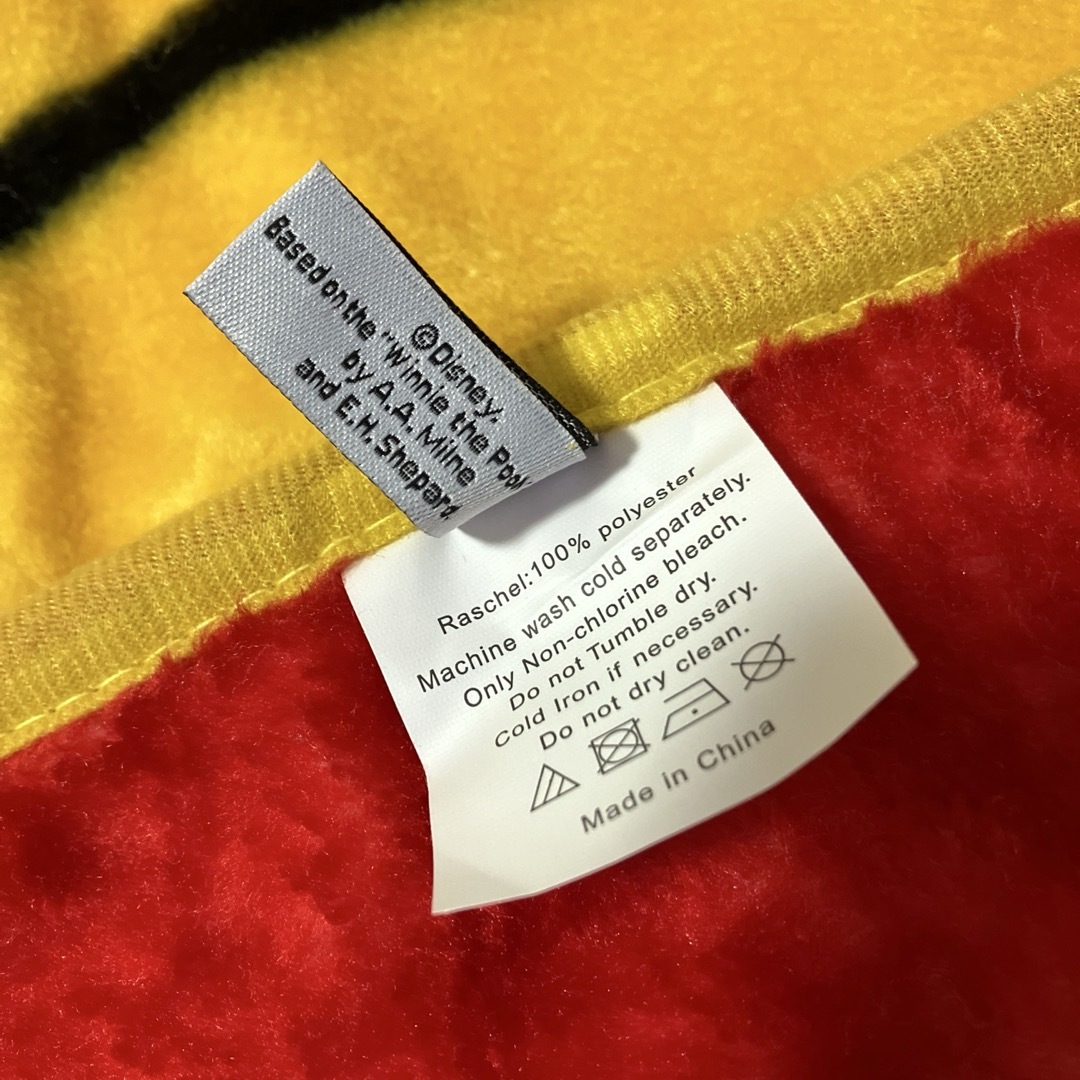 ©Disney.
Based on the "Winnie the Pooh"
by A.A. Milne
and E.H. Shepard.
Raschel:100% polyester
Machine wash cold separately.
Only Non-chlorine bleach.
Do not Tumble dry.
Cold Iron if necessary.
Do not dry clean.
Made in China